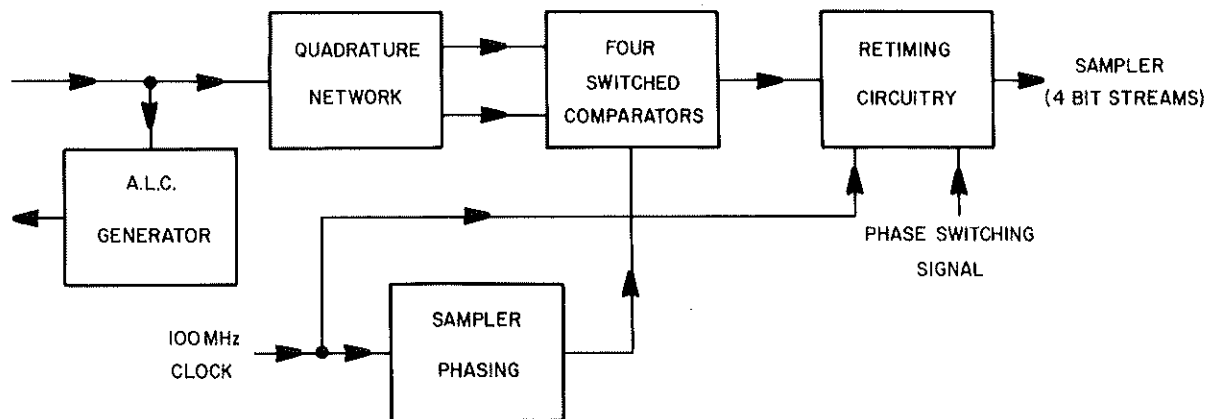 QUADRATURE
NETWORK
FOUR
SWITCHED
COMPARATORS
RETIMING
CIRCUITRY
SAMPLER
(4 BIT STREAMS)
A.L.C.
GENERATOR
PHASE SWITCHING
SIGNAL
100 MHz
CLOCK
SAMPLER
PHASING